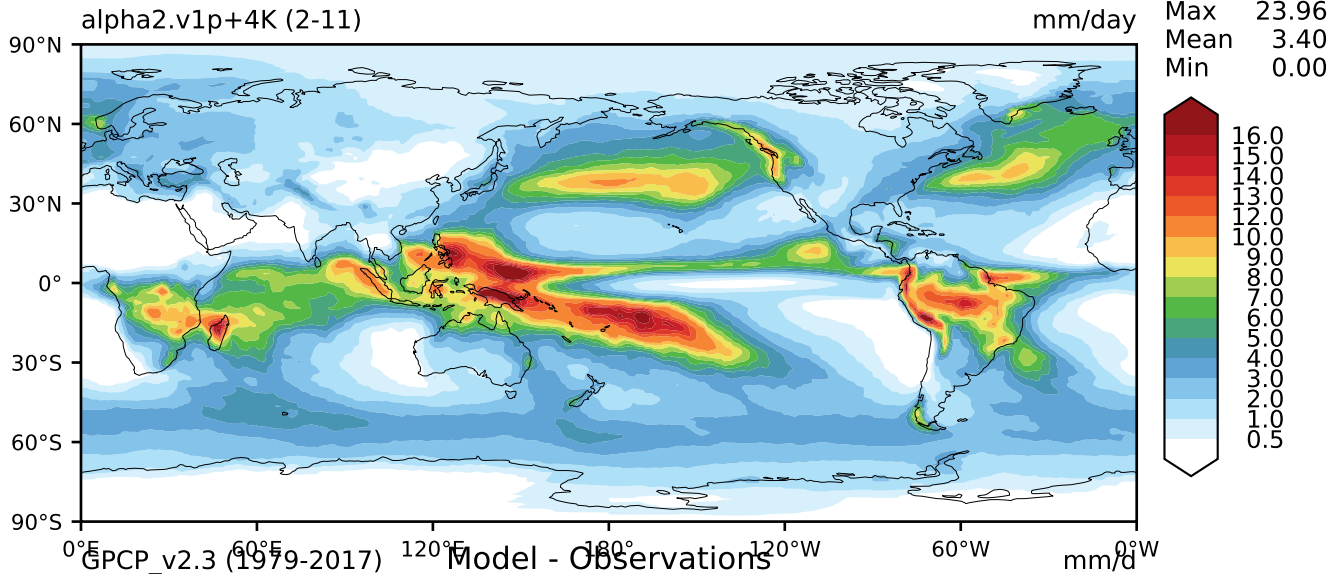 alpha2.v1p+4K (2-11) mm/day
Max 23.96
Mean 3.40
Min 0.00
90°N
60°N
30°N
0°
30°S
60°S
90°S
16.0
15.0
14.0
13.0
12.0
10.0
9.0
8.0
7.0
6.0
5.0
4.0
3.0
2.0
1.0
0.5
0° 60°E 120°E 180° 120°W 60°W 0°W
GPCP_v2.3 (1979-2017) Model - Observations mm/d